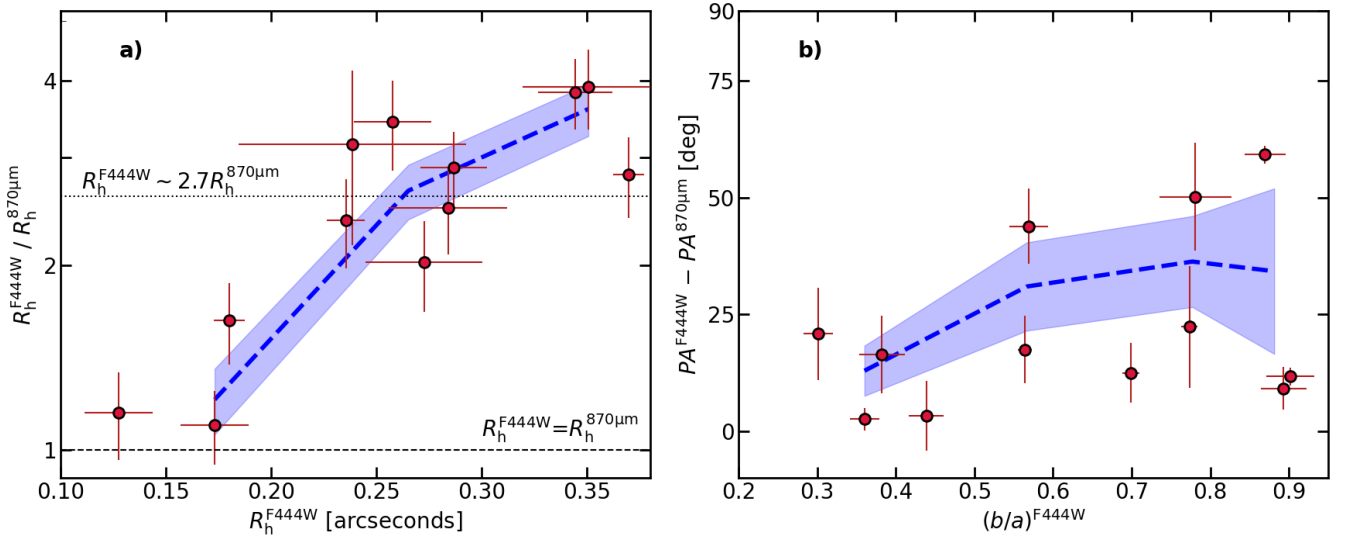 a)
4
2
1
R_h^F444W ~ 2.7R_h^870μm
R_h^F444W=R_h^870μm
R_h^F444W / R_h^870μm
0.10 0.15 0.20 0.25 0.30 0.35
R_h^F444W [arcseconds]
b)
90
75
50
25
0
PA^F444W − PA^870μm [deg]
0.2 0.3 0.4 0.5 0.6 0.7 0.8 0.9
(b/a)^F444W